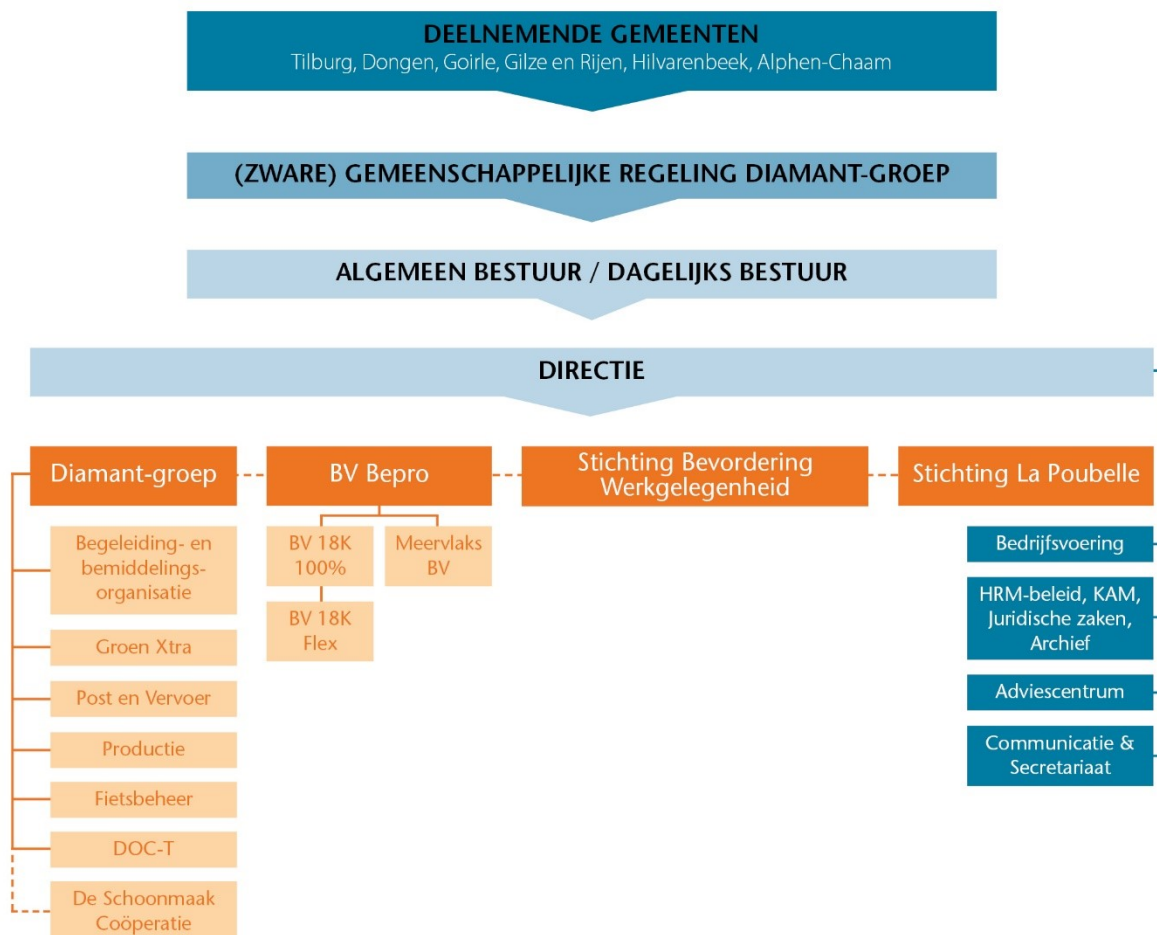 DEELNEMENDE GEMEENTEN
Tilburg, Dongen, Goirle, Gilze en Rijen, Hilvarenbeek, Alphen-Chaam
(ZWARE) GEMEENSCHAPPELIJKE REGELING DIAMANT-GROEP
ALGEMEEN BESTUUR / DAGELIJKS BESTUUR
DIRECTIE
Diamant-groep
Begeleiding- en
bemiddelings-
organisatie
Groen Xtra
Post en Vervoer
Productie
Fietsbeheer
DOC-T
De Schoonmaak
Coöperatie
BV Bepro
BV 18K
100%
BV 18K
Flex
Meervlaks
BV
Stichting Bevordering
Werkgelegenheid
Stichting La Poubelle
Bedrijfsvoering
HRM-beleid, KAM,
Juridische zaken,
Archief
Adviescentrum
Communicatie &
Secretariaat